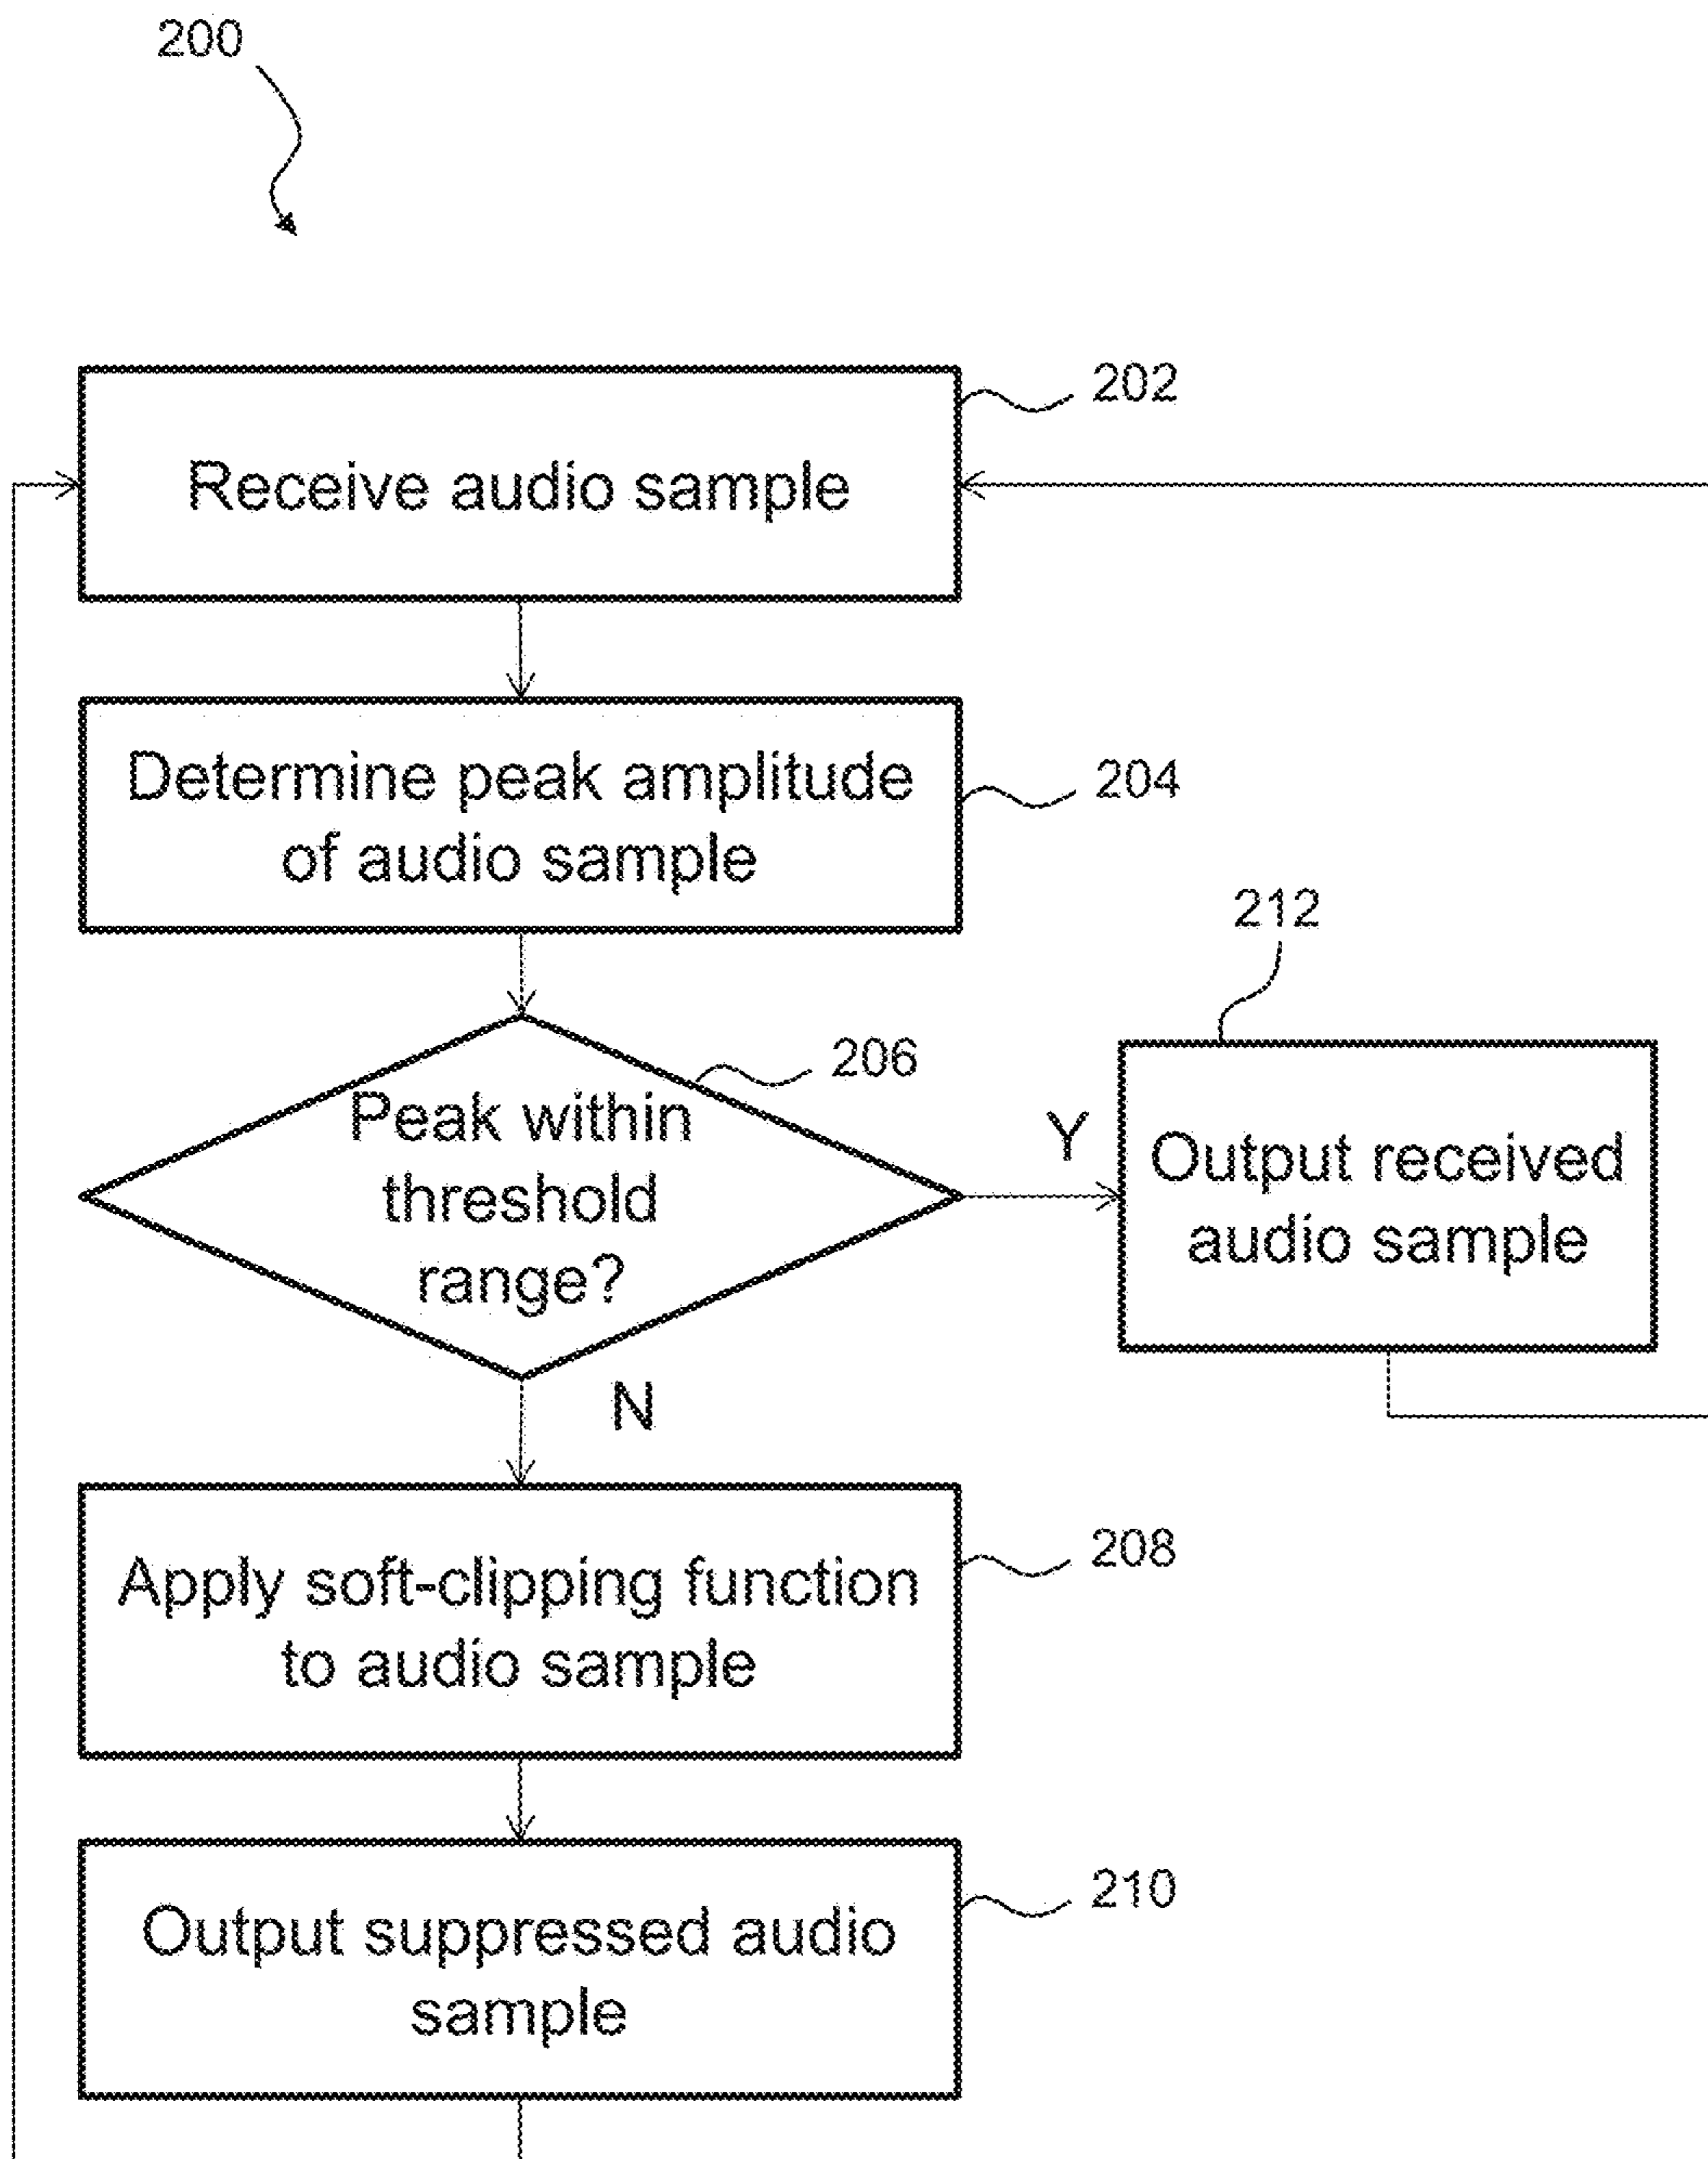 200
202
Receive audio sample
Determine peak amplitude
of audio sample
204
212
206
Peak within
threshold
range?
Y
Output received
audio sample
N
Apply soft-clipping function
to audio sample
208
Output suppressed audio
sample
210